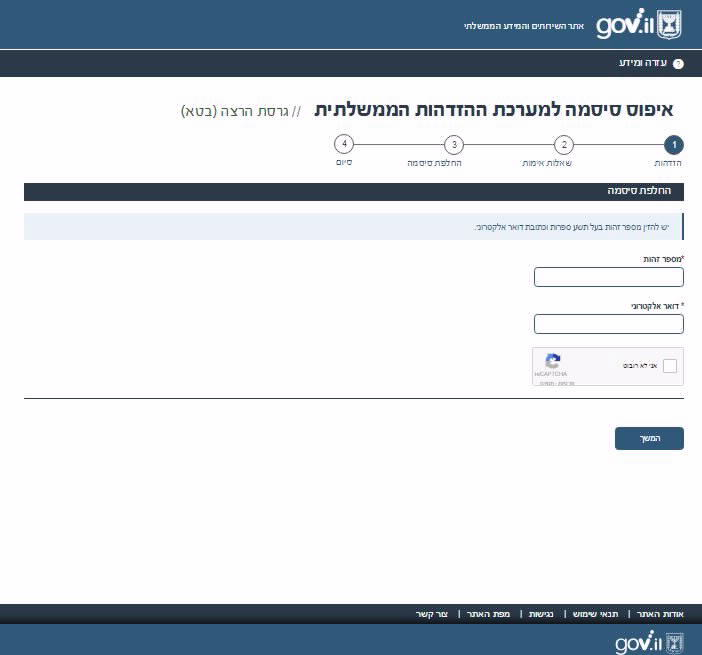 gov.il אתר השירותים והמידע הממשלתי
? עזרה ומידע
איפוס סיסמה למערכת ההזדהות הממשלתית // גרסת הרצה (בטא)
1 2 3 4
הזדהות שאלות אימות החלפת סיסמה סיום
החלפת סיסמה
יש להזין מספר זהות בעל תשע ספרות וכתובת דואר אלקטרוני.
*מספר זהות
* דואר אלקטרוני
אני לא רובוט
reCAPTCHA
פרטיות - תנאים
המשך
אודות האתר | תנאי שימוש | נגישות | מפת האתר | צור קשר
gov.il